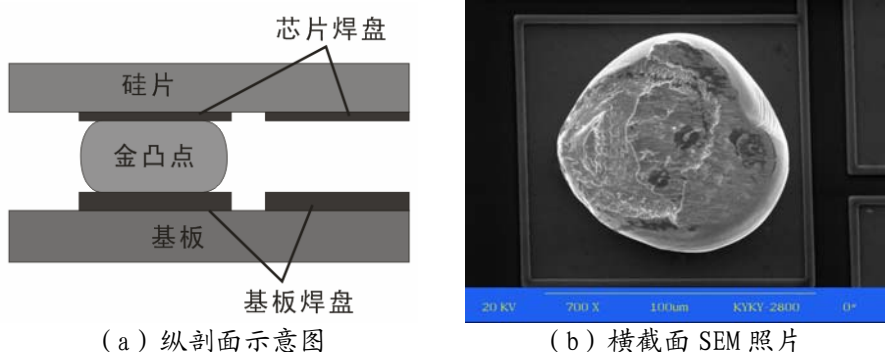 芯片焊盘
硅片
金凸点
基板
基板焊盘
20 KV 700 X 100um KYKY-2800 0#
(a)纵剖面示意图
(b)横截面 SEM 照片